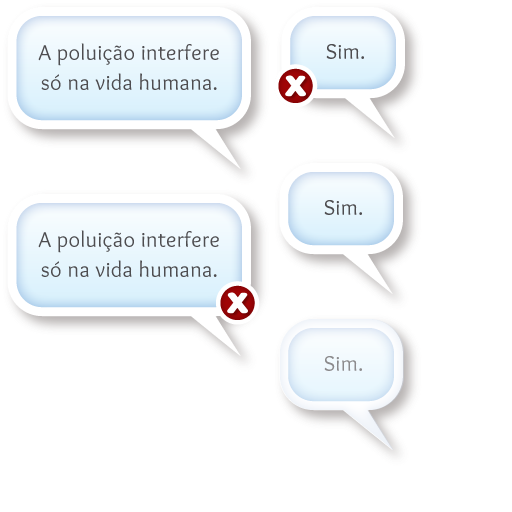 A poluição interfere
só na vida humana.
Sim.
A poluição interfere
só na vida humana.
Sim.
Sim.